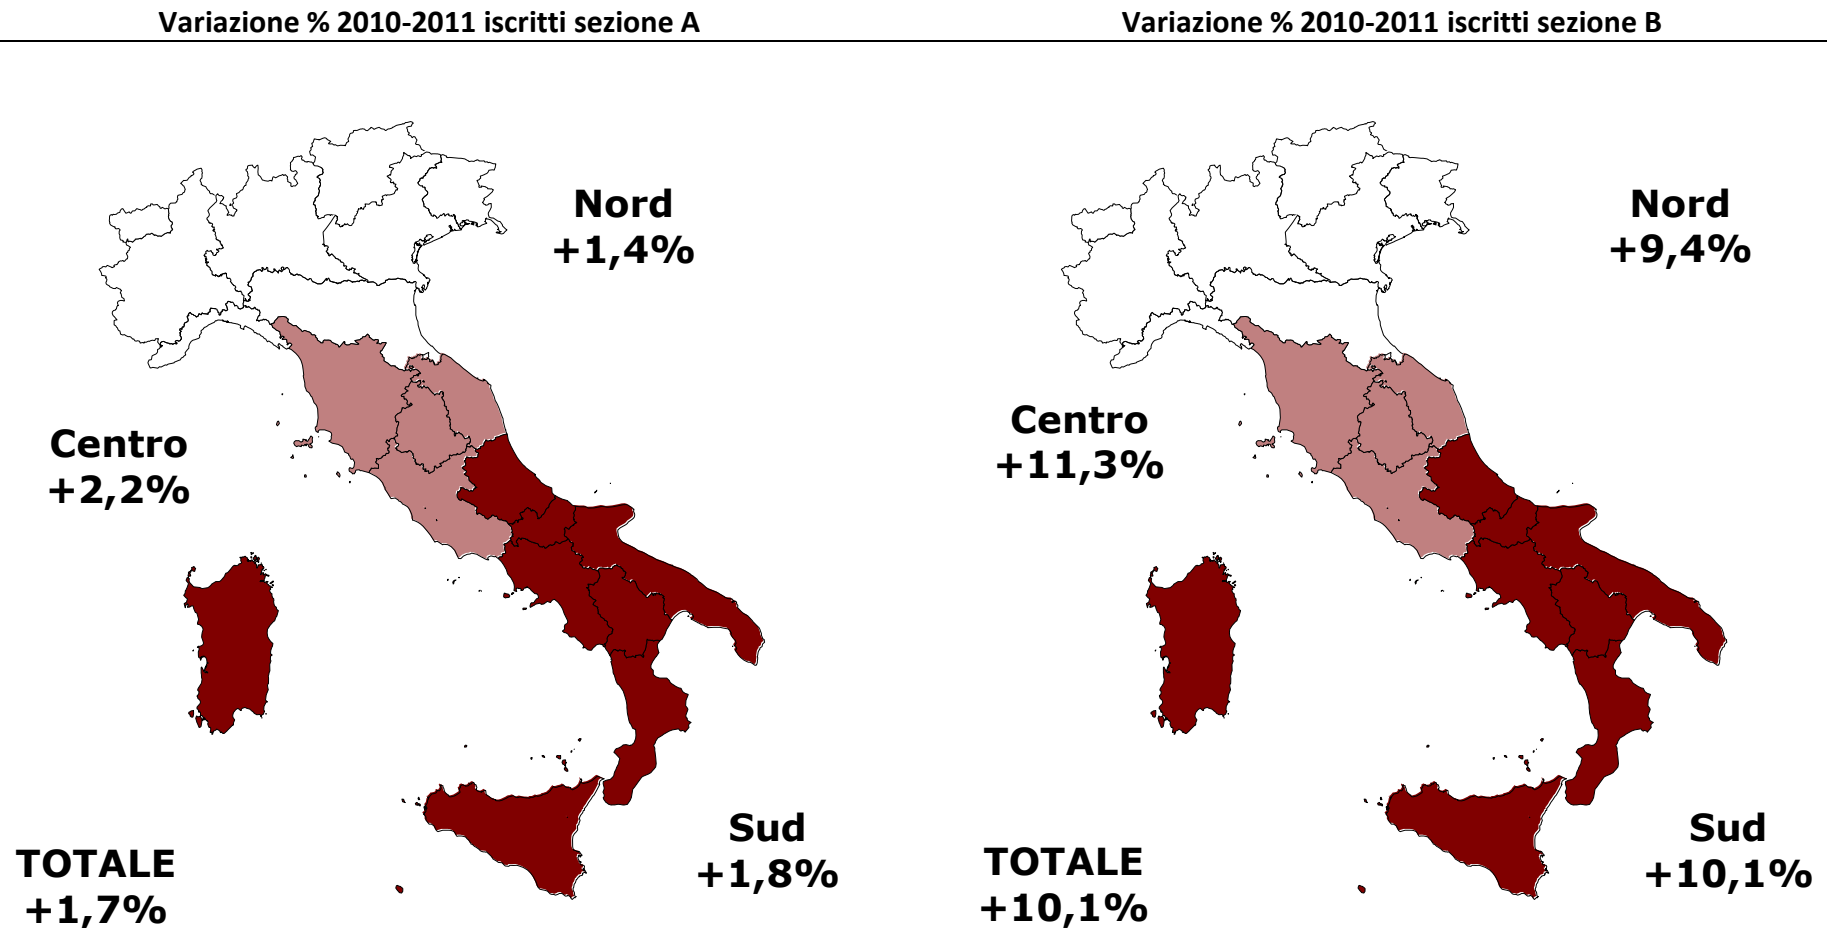 Variazione % 2010-2011 iscritti sezione A
Nord
+1,4%
Centro
+2,2%
Sud
+1,8%
TOTALE
+1,7%
Variazione % 2010-2011 iscritti sezione B
Nord
+9,4%
Centro
+11,3%
Sud
+10,1%
TOTALE
+10,1%